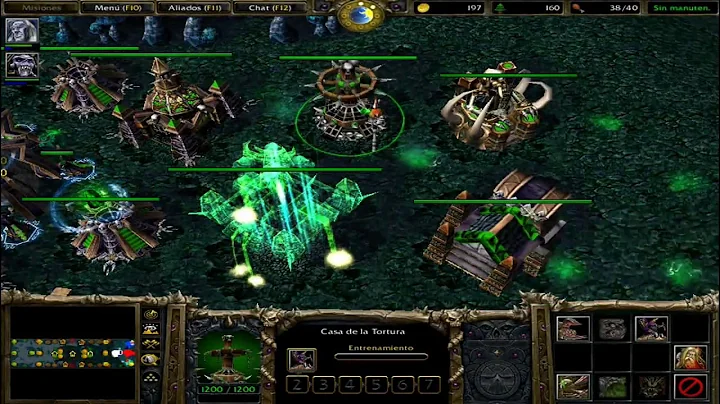 Misiones Menú (F10) Aliados (F11) Chat (F12) 197 160 38/40 Sin manuten.
Casa de la Tortura
Entrenamiento
2 3 4 5 6 7
1200 / 1200